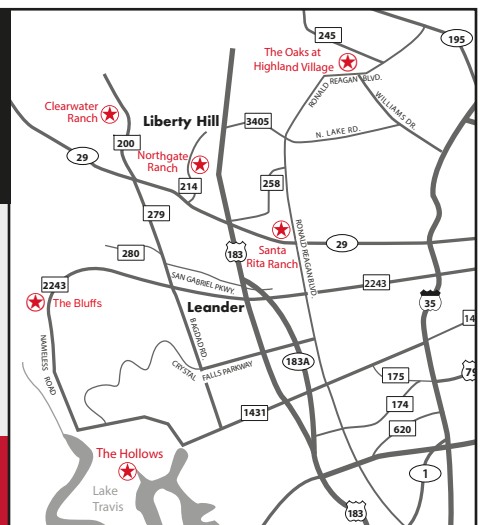 245
195
The Oaks at
Highland Village
RONALD REAGAN BLVD.
WILLIAMS DR.
Clearwater
Ranch
Liberty Hill
3405
N. LAKE RD.
200
29
Northgate
Ranch
214
258
279
RONALD REAGAN BLVD.
Santa
Rita Ranch
29
183
280
SAN GABRIEL PKWY.
2243
2243
The Bluffs
35
Leander
14
NAMELESS ROAD
BAGDAD RD.
CRYSTAL FALLS PARKWAY
183A
175
79
174
1431
620
The Hollows
1
Lake
Travis
183